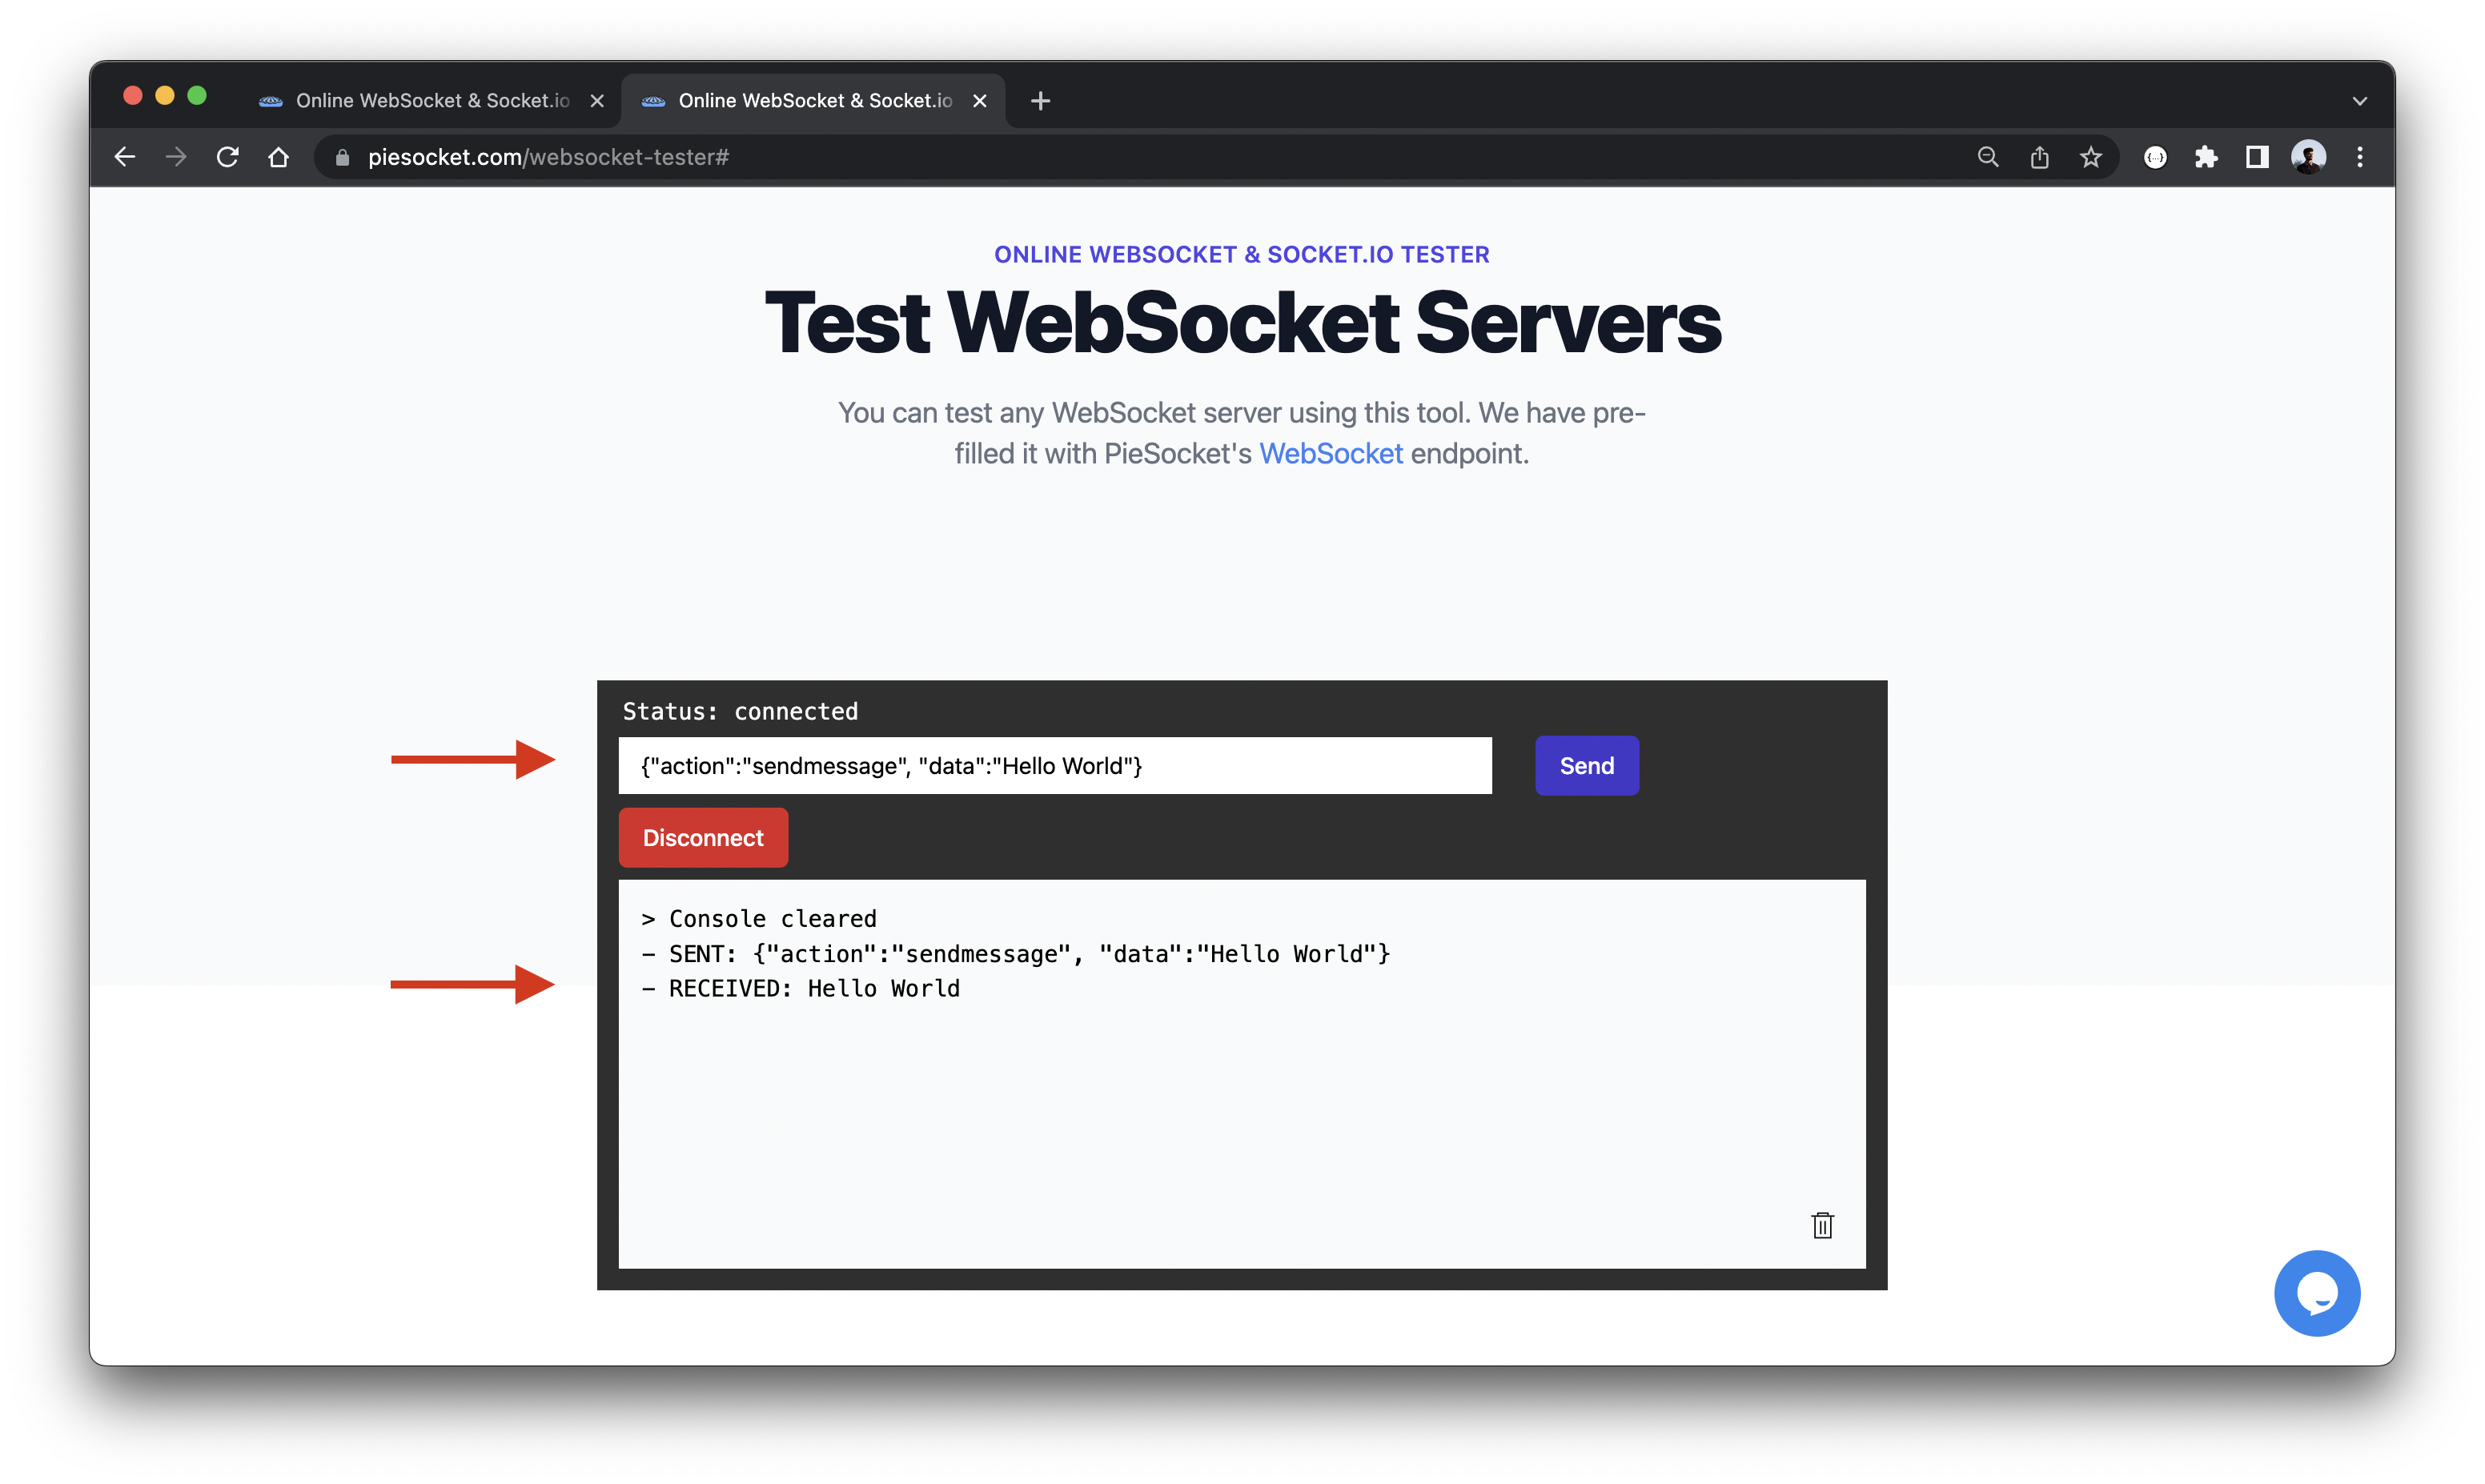 Online WebSocket & Socket.io
Online WebSocket & Socket.io
piesocket.com/websocket-tester#
ONLINE WEBSOCKET & SOCKET.IO TESTER
Test WebSocket Servers
You can test any WebSocket server using this tool. We have pre-
filled it with PieSocket's WebSocket endpoint.
Status: connected
{"action":"sendmessage", "data":"Hello World"}
Send
Disconnect
> Console cleared
– SENT: {"action":"sendmessage", "data":"Hello World"}
– RECEIVED: Hello World